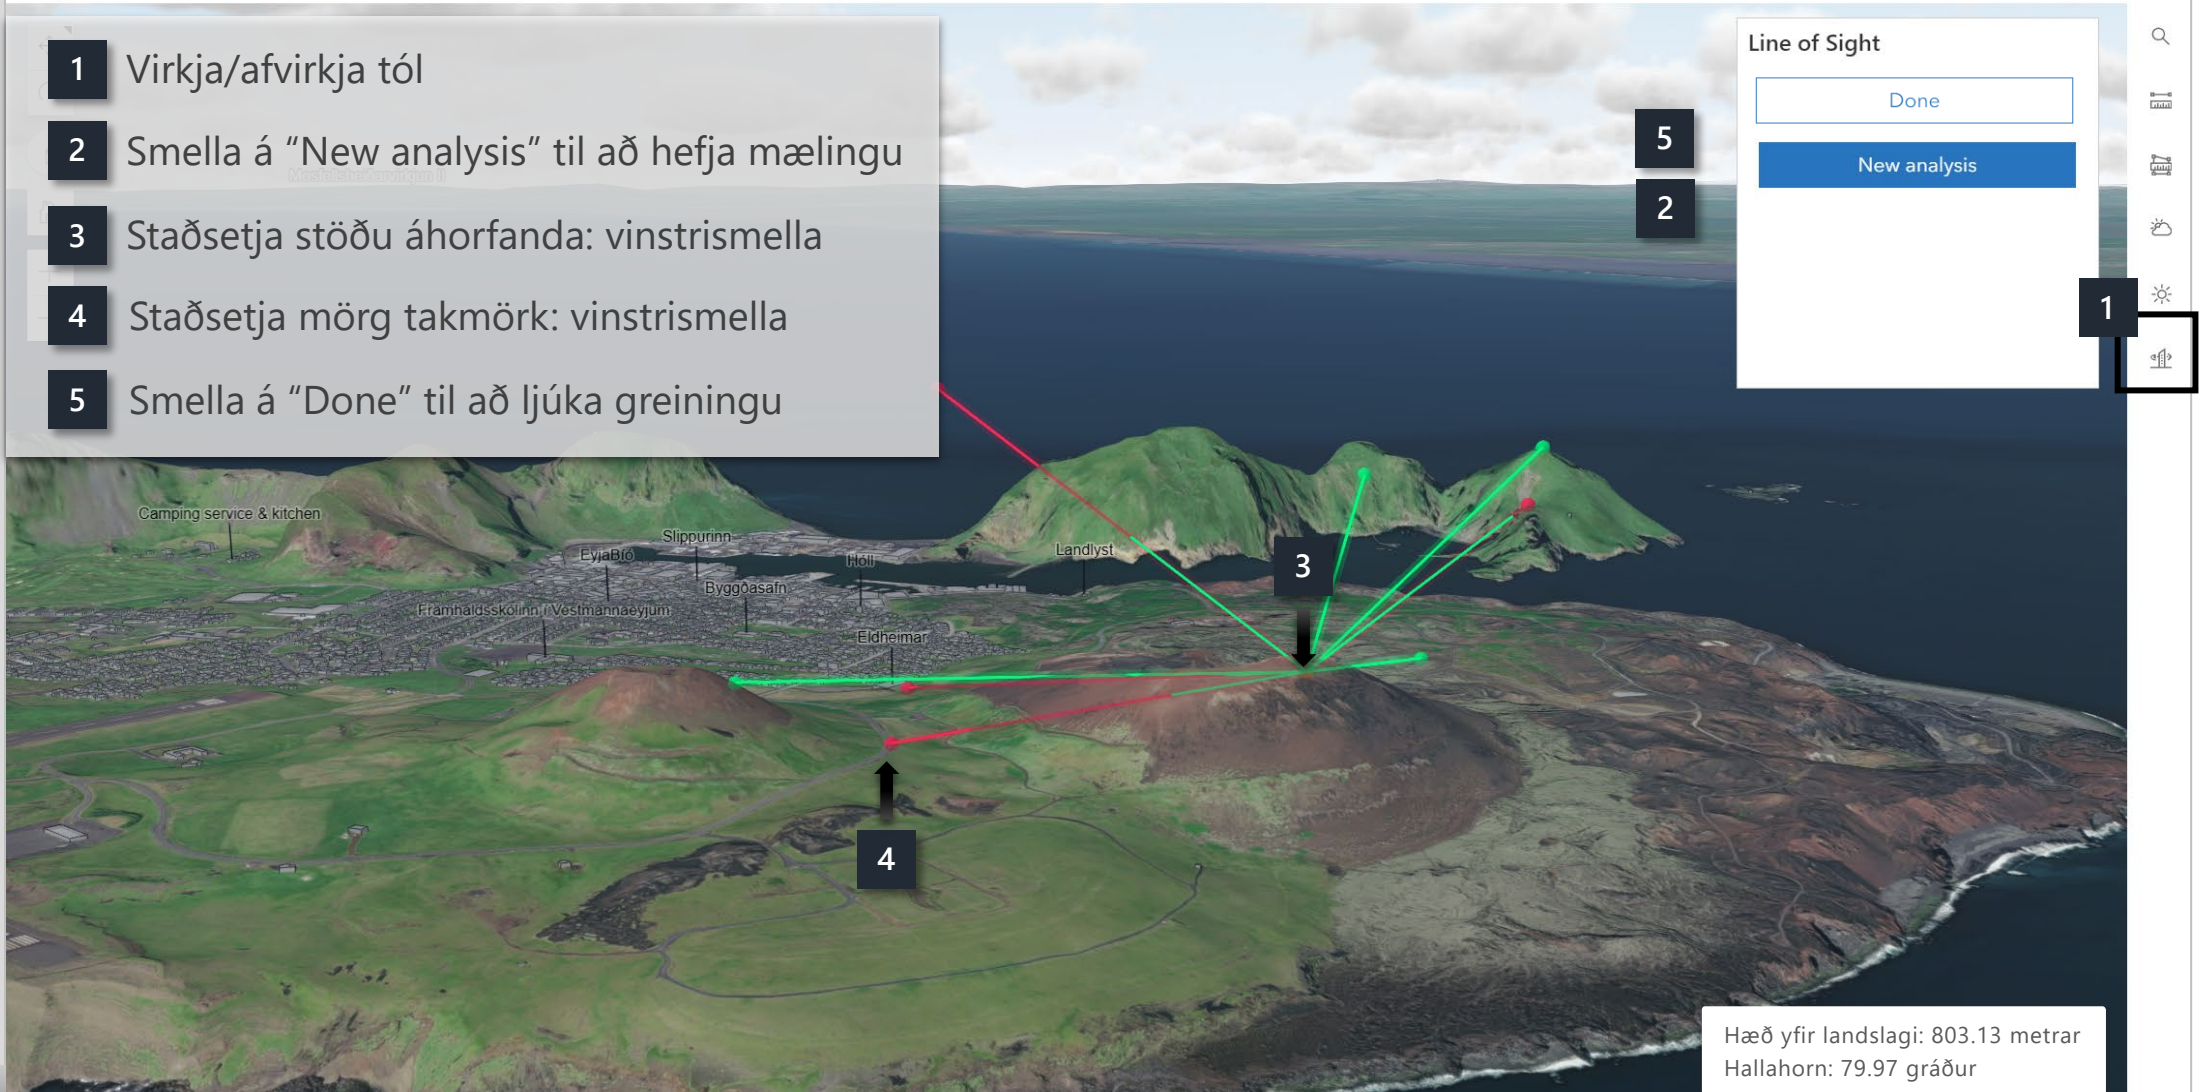 1 Virkja/afvirkja tól
2 Smella á “New analysis” til að hefja mælingu
3 Staðsetja stöðu áhorfanda: vinstrismella
4 Staðsetja mörg takmörk: vinstrismella
5 Smella á “Done” til að ljúka greiningu
Line of Sight
Done
5
New analysis
2
1
Camping service & kitchen
Slippurinn
EyjaBíó
Hóll
Landlyst
3
Byggðasafn
Framhaldsskólinn í Vestmannaeyjum
Eldheimar
4
Hæð yfir landslagi: 803.13 metrar
Hallahorn: 79.97 gráður